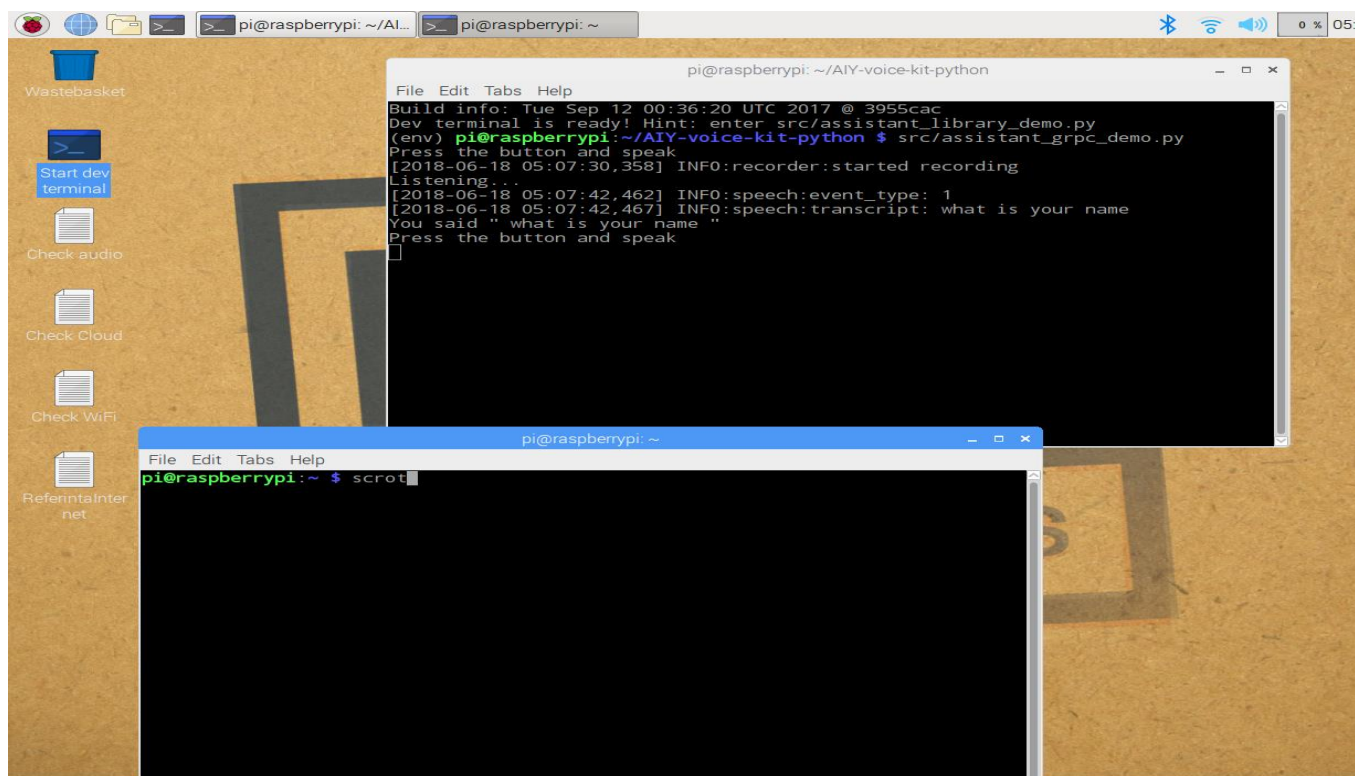 pi@raspberrypi: ~/AI...
pi@raspberrypi: ~
0 %
05:
Wastebasket
Start dev
terminal
Check audio
Check Cloud
Check WiFi
ReferintaInter
net
pi@raspberrypi: ~/AIY-voice-kit-python
File Edit Tabs Help
Build info: Tue Sep 12 00:36:20 UTC 2017 @ 3955cac
Dev terminal is ready! Hint: enter src/assistant_library_demo.py
(env) pi@raspberrypi:~/AIY-voice-kit-python $ src/assistant_grpc_demo.py
Press the button and speak
[2018-06-18 05:07:30,358] INFO:recorder:started recording
Listening...
[2018-06-18 05:07:42,462] INFO:speech:event_type: 1
[2018-06-18 05:07:42,467] INFO:speech:transcript: what is your name
You said " what is your name "
Press the button and speak
pi@raspberrypi: ~
File Edit Tabs Help
pi@raspberrypi:~ $ scrot
S